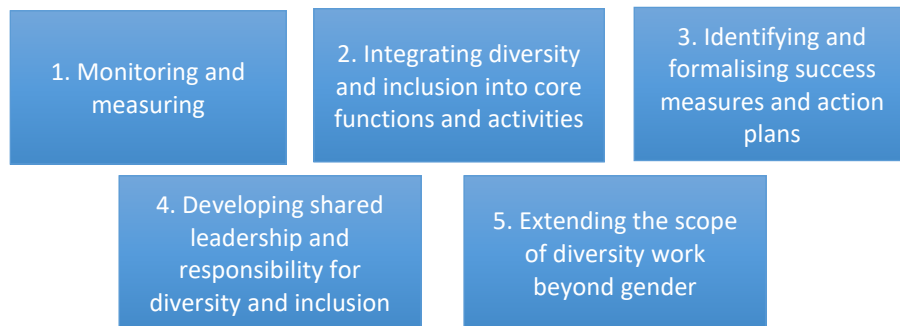 1. Monitoring and
measuring
2. Integrating diversity
and inclusion into core
functions and activities
3. Identifying and
formalising success
measures and action
plans
4. Developing shared
leadership and
responsibility for
diversity and inclusion
5. Extending the scope
of diversity work
beyond gender